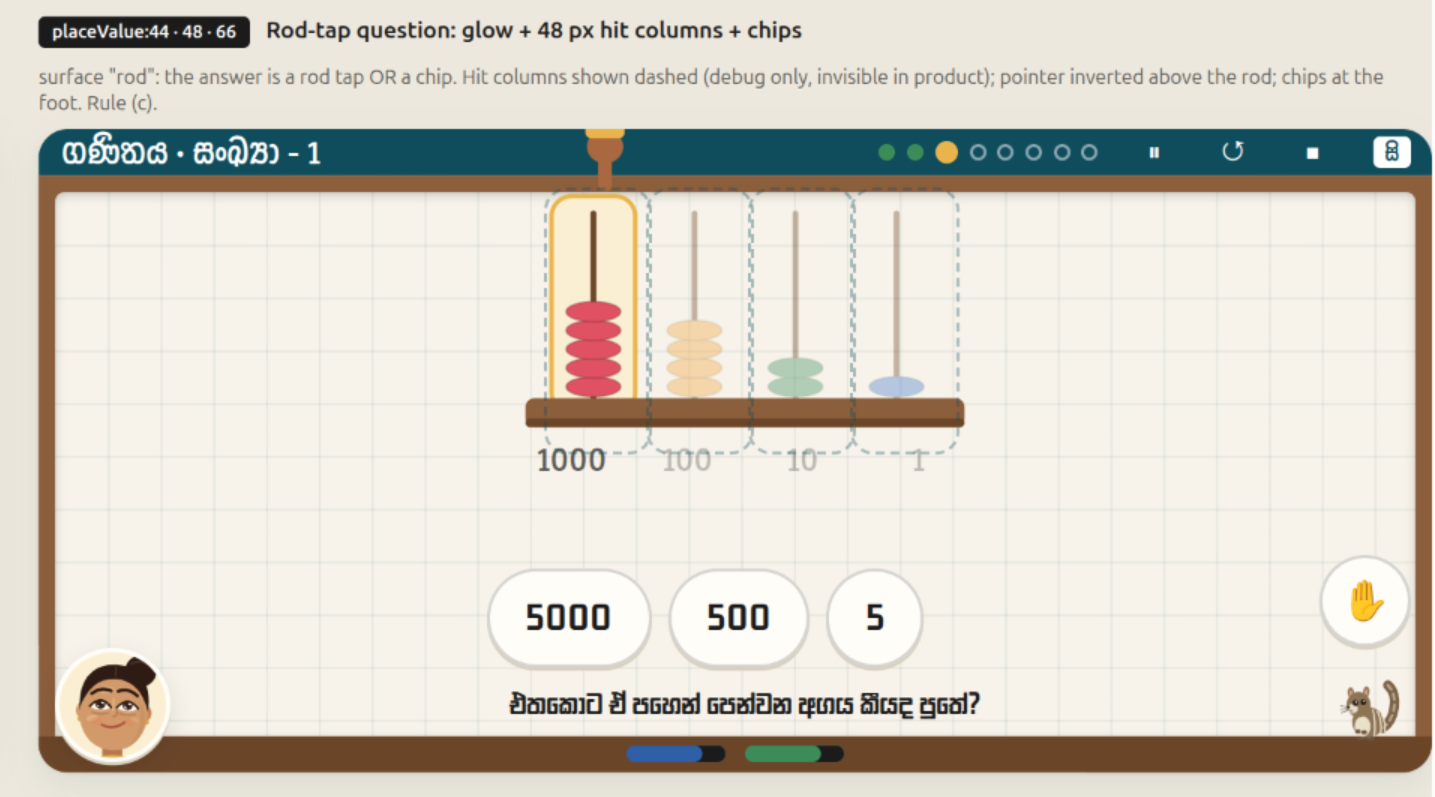 placeValue:44 · 48 · 66 Rod-tap question: glow + 48 px hit columns + chips
surface "rod": the answer is a rod tap OR a chip. Hit columns shown dashed (debug only, invisible in product); pointer inverted above the rod; chips at the
foot. Rule (c).
ගණිතය · සංඛ්‍යා - 1
සි
1000 100 10 1
5000 500 5
එතකොට ඒ පහෙන් පෙන්වන අගය කීයද පුතේ?